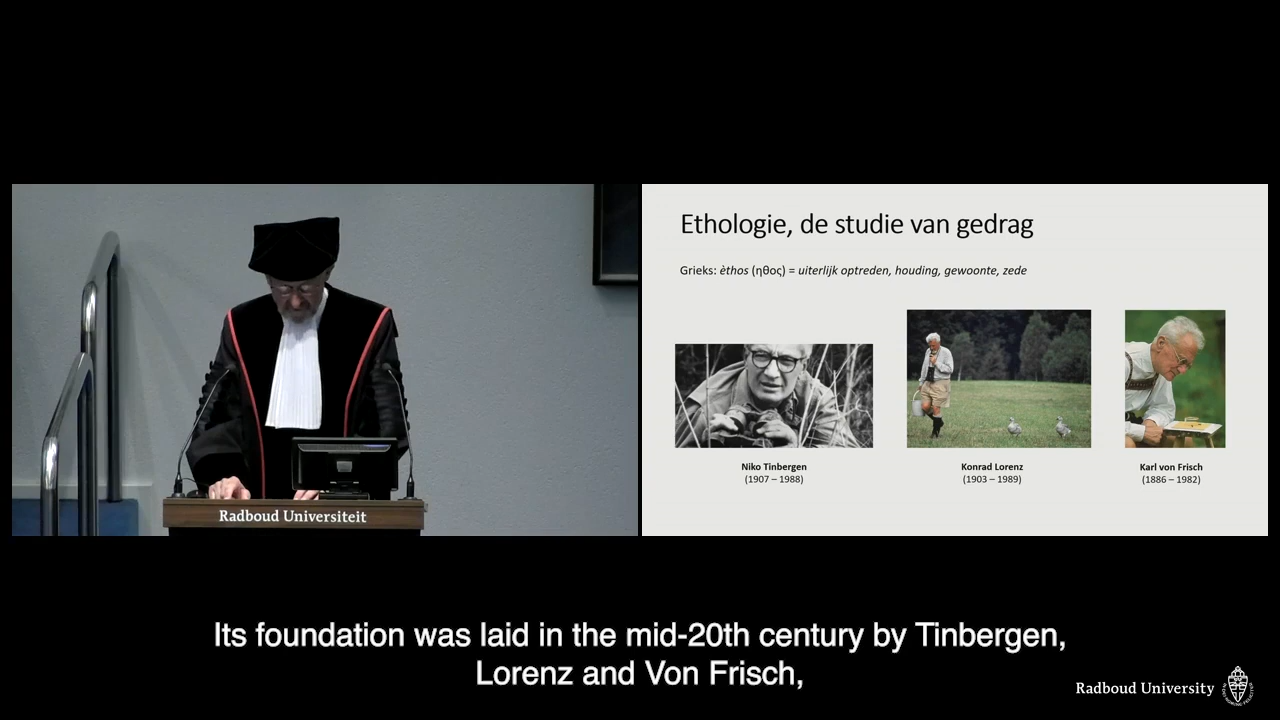 Ethologie, de studie van gedrag
Grieks: èthos (ηθος) = uiterlijk optreden, houding, gewoonte, zede
Niko Tinbergen
(1907 – 1988)
Konrad Lorenz
(1903 – 1989)
Karl von Frisch
(1886 – 1982)
Radboud Universiteit
Its foundation was laid in the mid-20th century by Tinbergen,
Lorenz and Von Frisch,
Radboud University